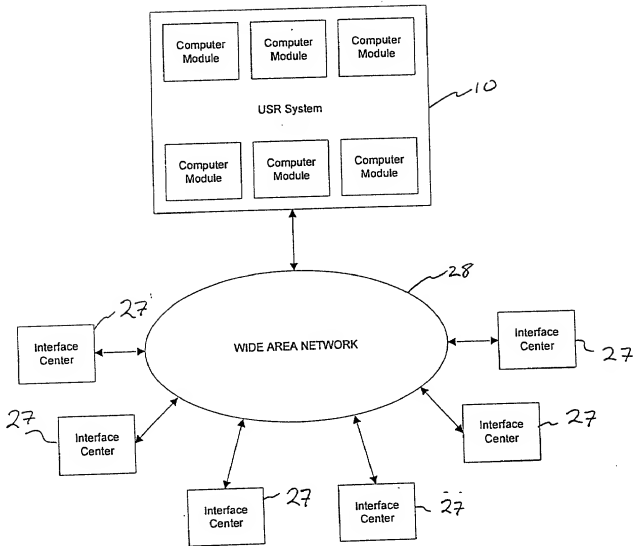 Computer
Module
Computer
Module
Computer
Module
USR System
10
Computer
Module
Computer
Module
Computer
Module
28
WIDE AREA NETWORK
27
Interface
Center
Interface
Center
27
27
Interface
Center
Interface
Center
27
Interface
Center
27
Interface
Center
27